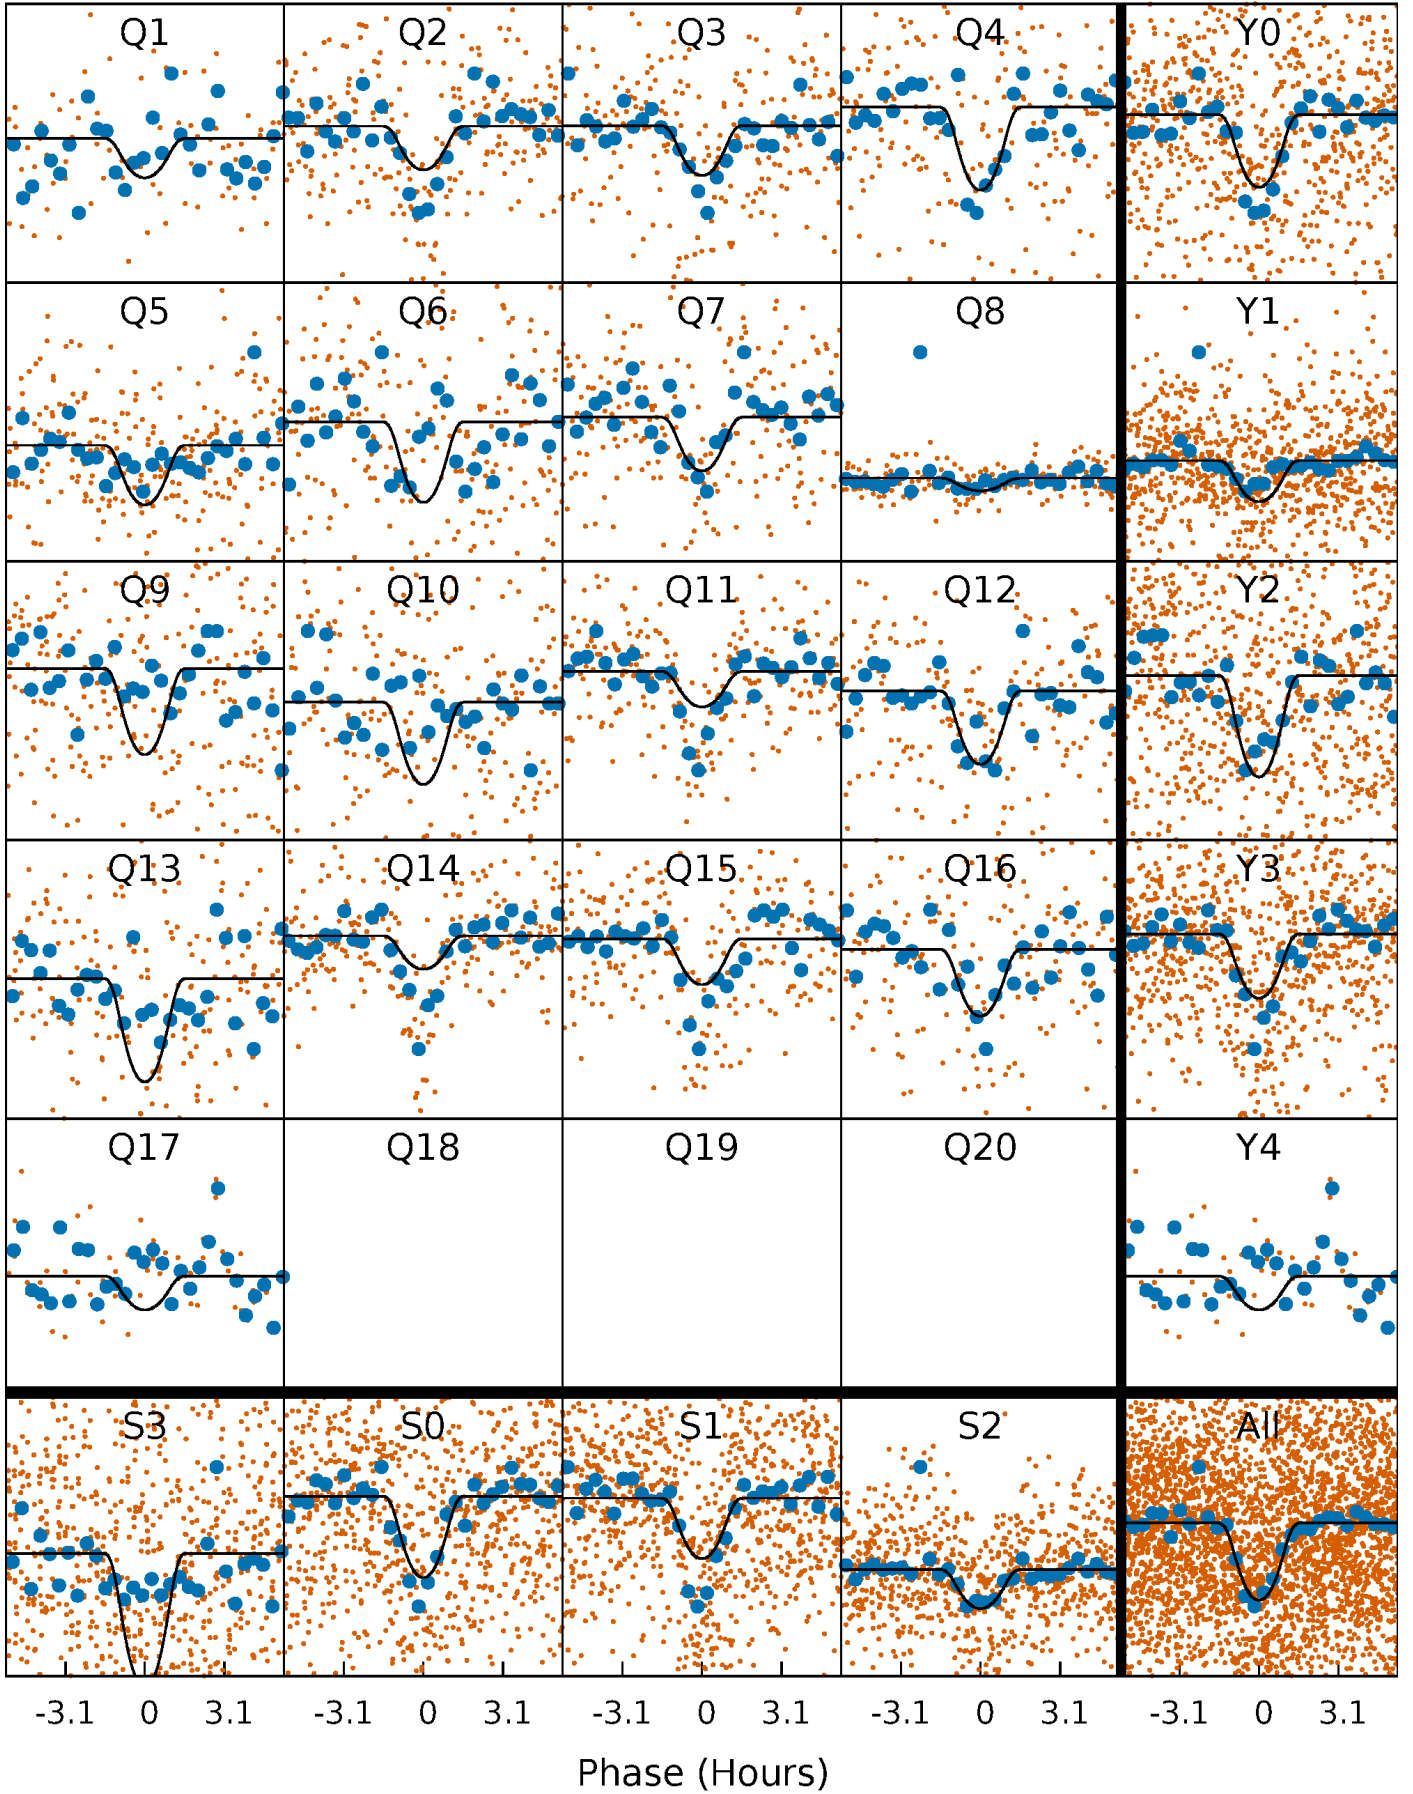 Q1 Q2 Q3 Q4 Y0
Q5 Q6 Q7 Q8 Y1
Q9 Q10 Q11 Q12 Y2
Q13 Q14 Q15 Q16 Y3
Q17 Q18 Q19 Q20 Y4
S3 S0 S1 S2 All
-3.1 0 3.1 -3.1 0 3.1 -3.1 0 3.1 -3.1 0 3.1 -3.1 0 3.1
Phase (Hours)